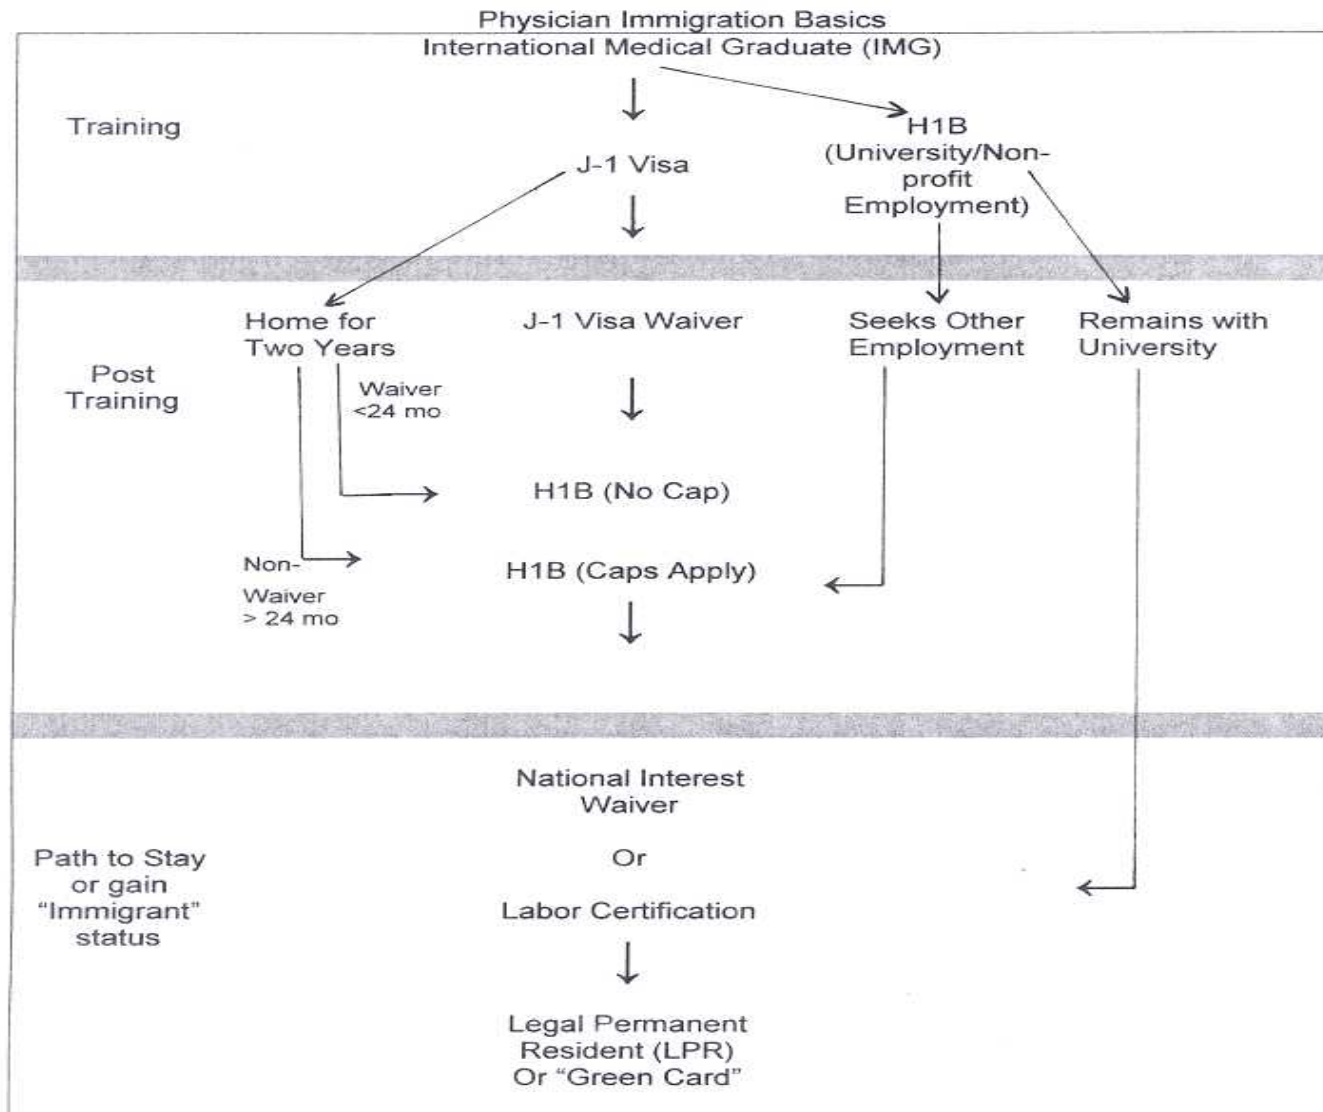 Physician Immigration Basics
International Medical Graduate (IMG)
Training
H1B
(University/Non-
profit
Employment)
J-1 Visa
Home for
Two Years
J-1 Visa Waiver
Seeks Other
Employment
Remains with
University
Post
Training
Waiver
<24 mo
H1B (No Cap)
Non-
Waiver
> 24 mo
H1B (Caps Apply)
National Interest
Waiver
Path to Stay
or gain
“Immigrant”
status
Or
Labor Certification
Legal Permanent
Resident (LPR)
Or “Green Card”